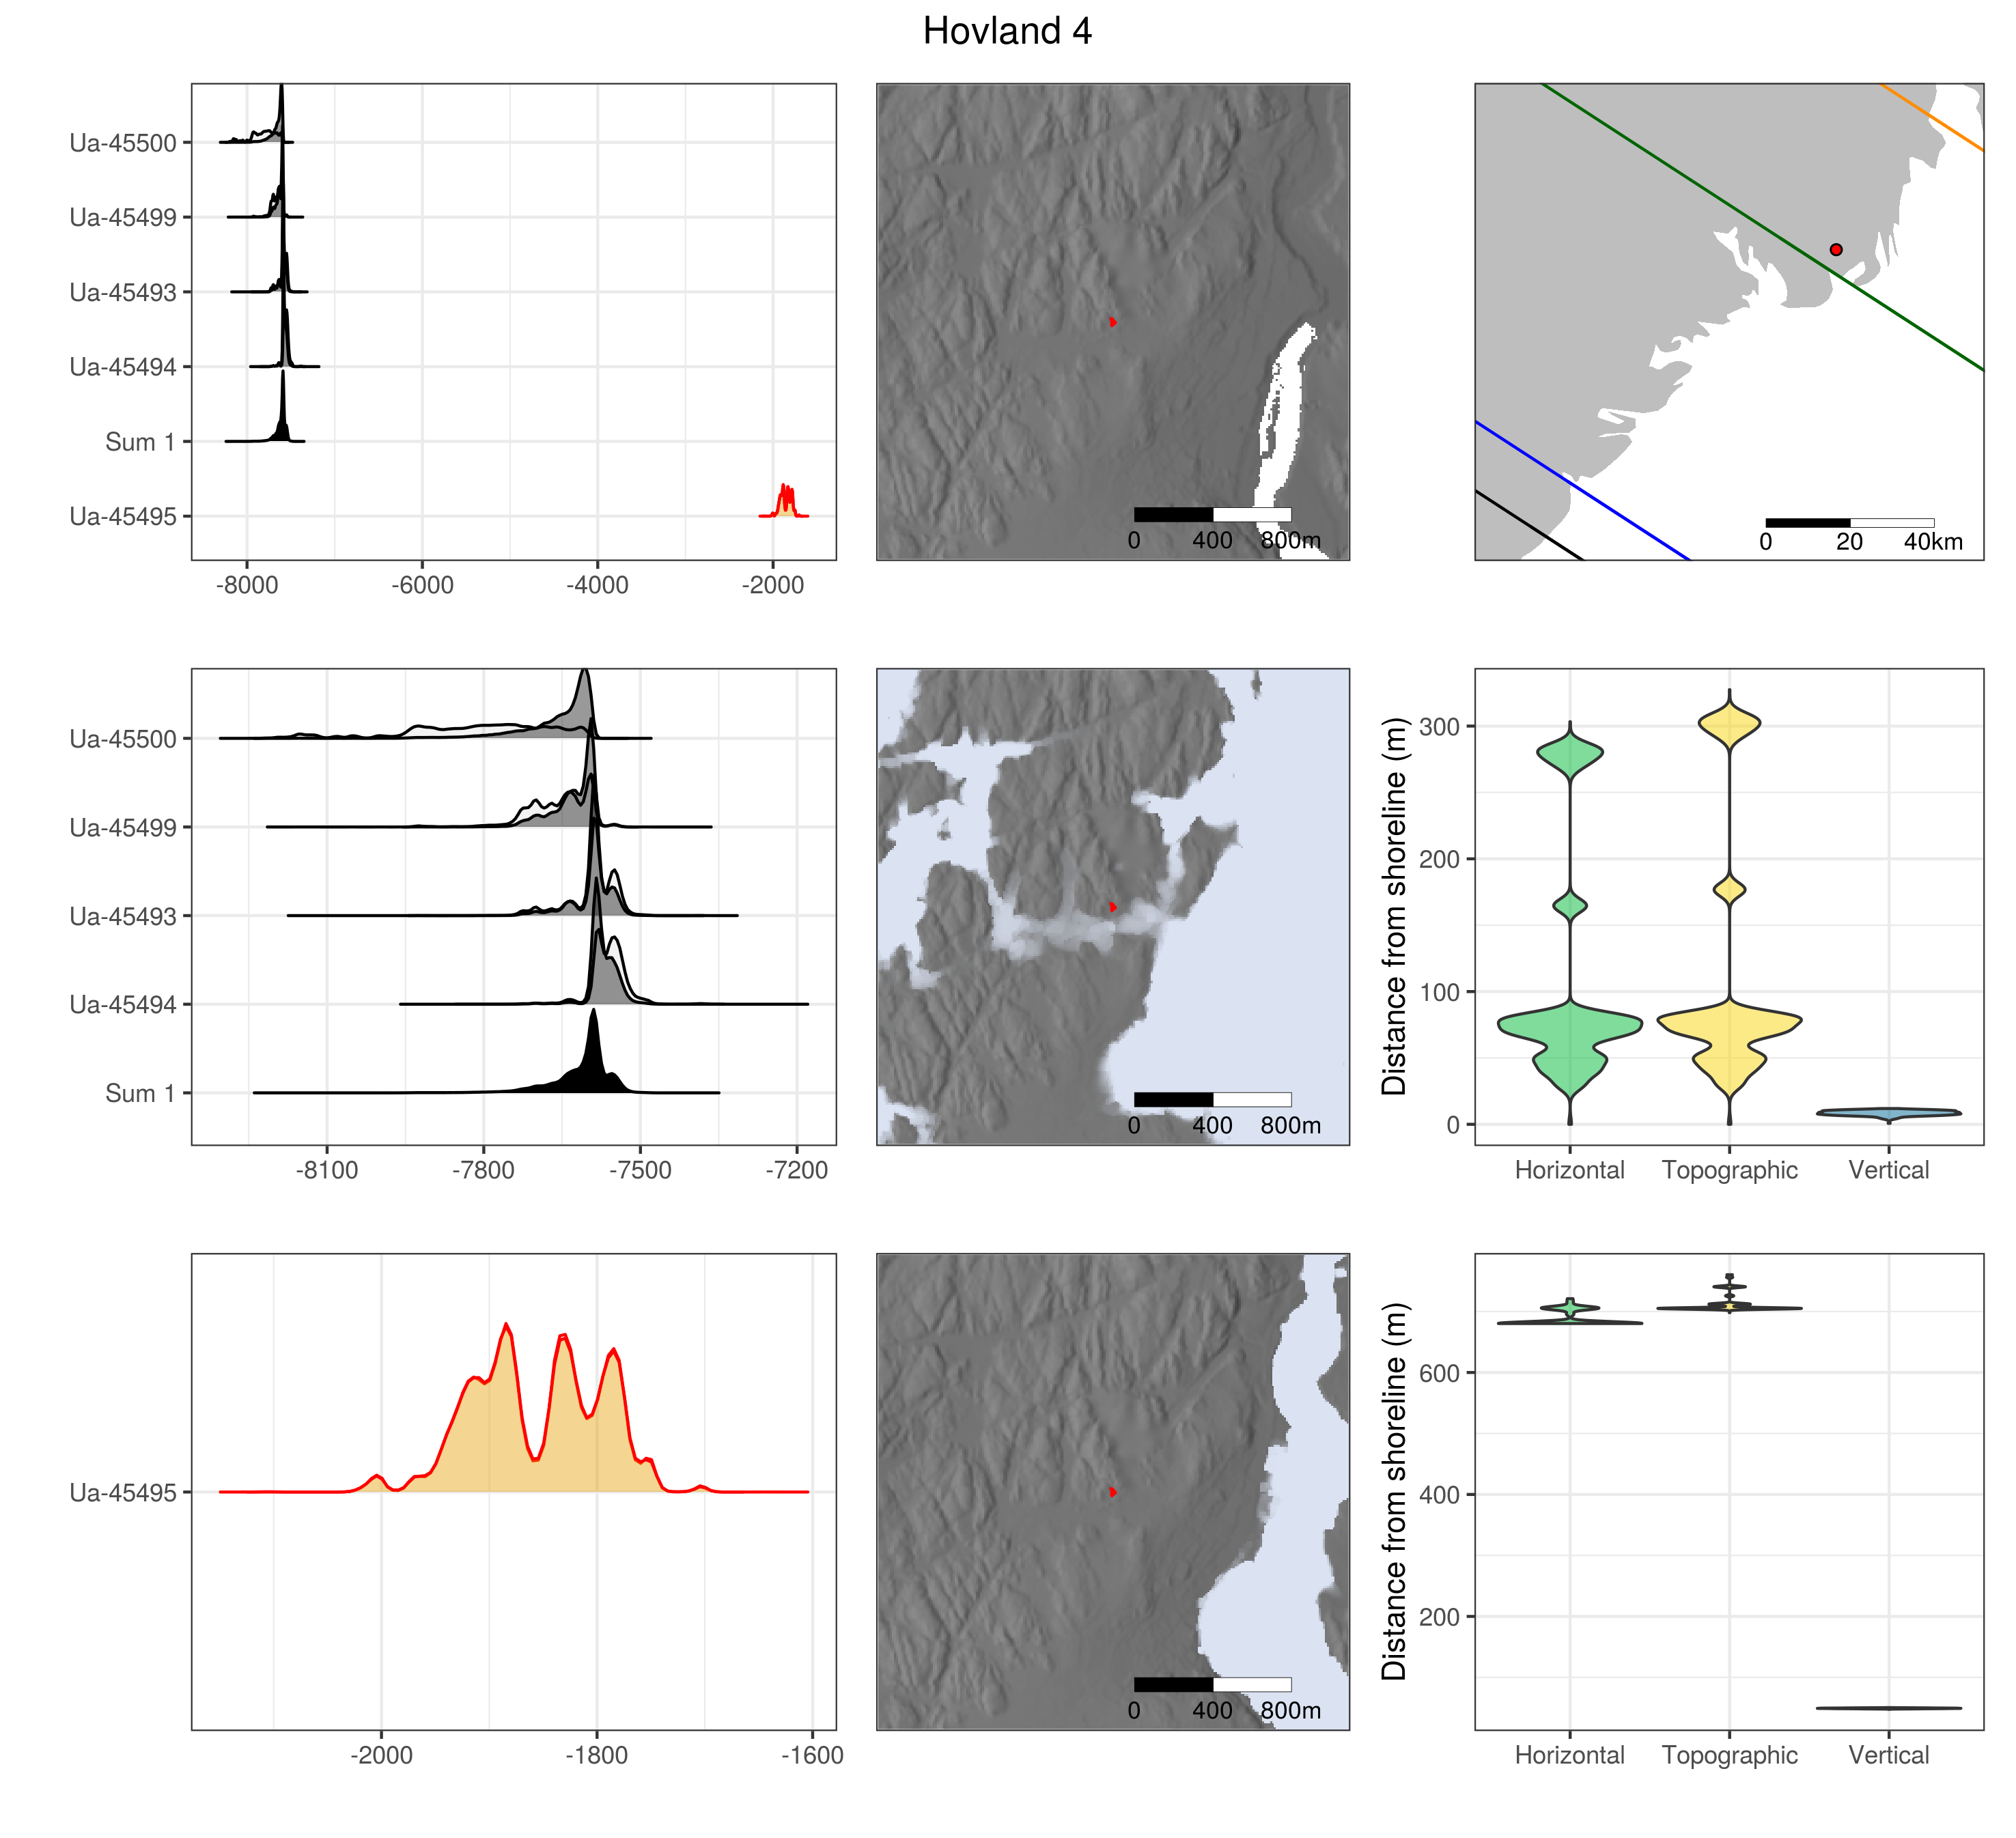 Hovland 4
Ua-45500
Ua-45499
Ua-45493
Ua-45494
Sum 1
Ua-45495
-8000 -6000 -4000 -2000
0 400 800m
0 20 40km
Ua-45500
Ua-45499
Ua-45493
Ua-45494
Sum 1
-8100 -7800 -7500 -7200
0 400 800m
Distance from shoreline (m)
300
200
100
0
Horizontal Topographic Vertical
Ua-45495
-2000 -1800 -1600
0 400 800m
Distance from shoreline (m)
600
400
200
Horizontal Topographic Vertical